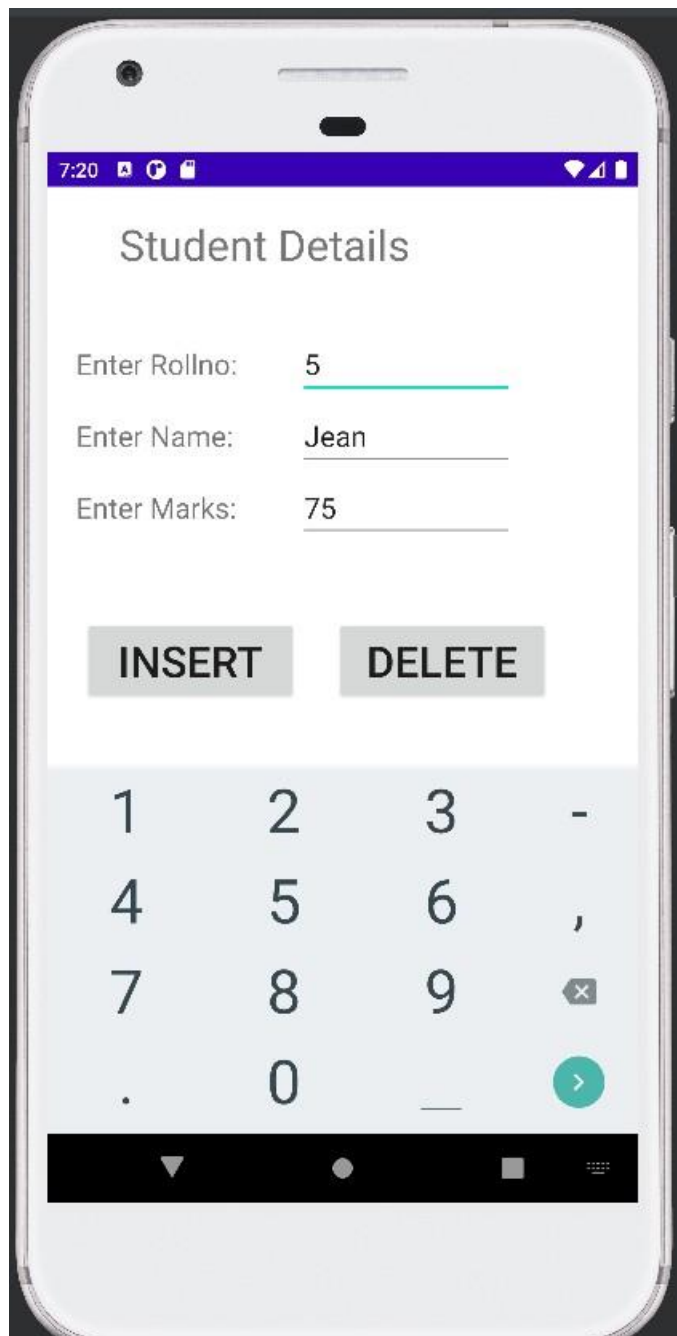 7:20
Student Details
Enter Rollno: 5
Enter Name: Jean
Enter Marks: 75
INSERT DELETE
1 2 3 -
4 5 6 ,
7 8 9
. 0 _